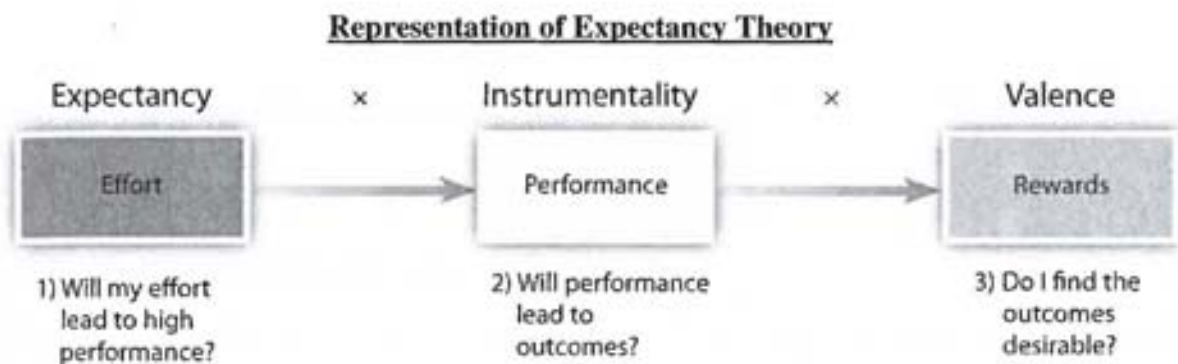 Representation of Expectancy Theory
Expectancy × Instrumentality × Valence
Effort Performance Rewards
1) Will my effort
lead to high
performance?
2) Will performance
lead to
outcomes?
3) Do I find the
outcomes
desirable?